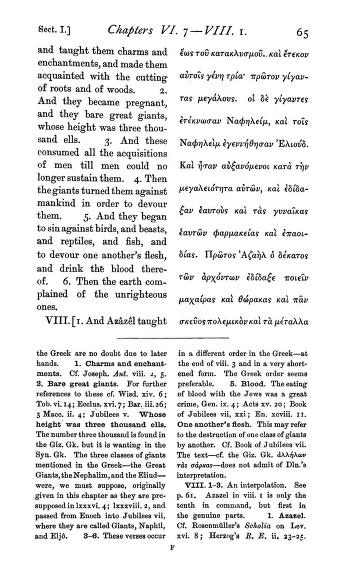 Sect. I.] Chapters VI. 7—VIII. 1. 65
and taught them charms and
enchantments, and made them
acquainted with the cutting
of roots and of woods. 2.
And they became pregnant,
and they bare great giants,
whose height was three thou-
sand ells. 3. And these
consumed all the acquisitions
of men till men could no
longer sustain them. 4. Then
the giants turned them against
mankind in order to devour
them. 5. And they began
to sin against birds, and beasts,
and reptiles, and fish, and
to devour one another's flesh,
and drink the blood there-
of. 6. Then the earth com-
plained of the unrighteous
ones.
VIII. [1. And Azâzêl taught
ἕως τοῦ κατακλυσμοῦ.. καὶ ἔτεκον
αὐτοῖς γένη τρία· πρῶτον γίγαν-
τας μεγάλους. οἱ δὲ γίγαντες
ἐτέκνωσαν Ναφηλείμ, καὶ τοῖς
Ναφηλεὶμ ἐγεννήθησαν Ἐλιούδ.
Καὶ ἦσαν αὐξανόμενοι κατὰ τὴν
μεγαλειότητα αὐτῶν, καὶ ἐδίδα-
ξαν ἑαυτοὺς καὶ τὰς γυναῖκας
ἑαυτῶν φαρμακείας καὶ ἐπαοι-
δίας. Πρῶτος Ἀζαὴλ ὁ δέκατος
τῶν ἀρχόντων ἐδίδαξε ποιεῖν
μαχαίρας καὶ θώρακας καὶ πᾶν
σκεῦος πολεμικὸν καὶ τὰ μέταλλα
the Greek are no doubt due to later
hands. 1. Charms and enchant-
ments. Cf. Joseph. Ant. viii. 2, 5.
2. Bare great giants. For further
references to these cf. Wisd. xiv. 6;
Tob. vi. 14; Ecclus. xvi. 7; Bar. iii. 26;
3 Macc. ii. 4; Jubilees v. Whose
height was three thousand ells.
The number three thousand is found in
the Giz. Gk. but it is wanting in the
Syn. Gk. The three classes of giants
mentioned in the Greek—the Great
Giants, the Nephalim, and the Eliud—
were, we must suppose, originally
given in this chapter as they are pre-
supposed in lxxxvi. 4; lxxxviii. 2, and
passed from Enoch into Jubilees vii,
where they are called Giants, Naphil,
and Eljô. 3-6. These verses occur
in a different order in the Greek—at
the end of viii. 3 and in a very short-
ened form. The Greek order seems
preferable. 5. Blood. The eating
of blood with the Jews was a great
crime, Gen. ix. 4; Acts xv. 20; Book
of Jubilees vii, xxi; En. xcviii. 11.
One another's flesh. This may refer
to the destruction of one class of giants
by another. Cf. Book of Jubilees vii.
The text—cf. the Giz. Gk. ἀλλήλων
τὰς σάρκας—does not admit of Dln.'s
interpretation.
VIII. 1-3. An interpolation. See
p. 61. Azazel in viii. 1 is only the
tenth in command, but first in
the genuine parts. 1. Azazel.
Cf. Rosenmüller's Scholia on Lev.
xvi. 8; Herzog's R. E. ii. 23-25.
F